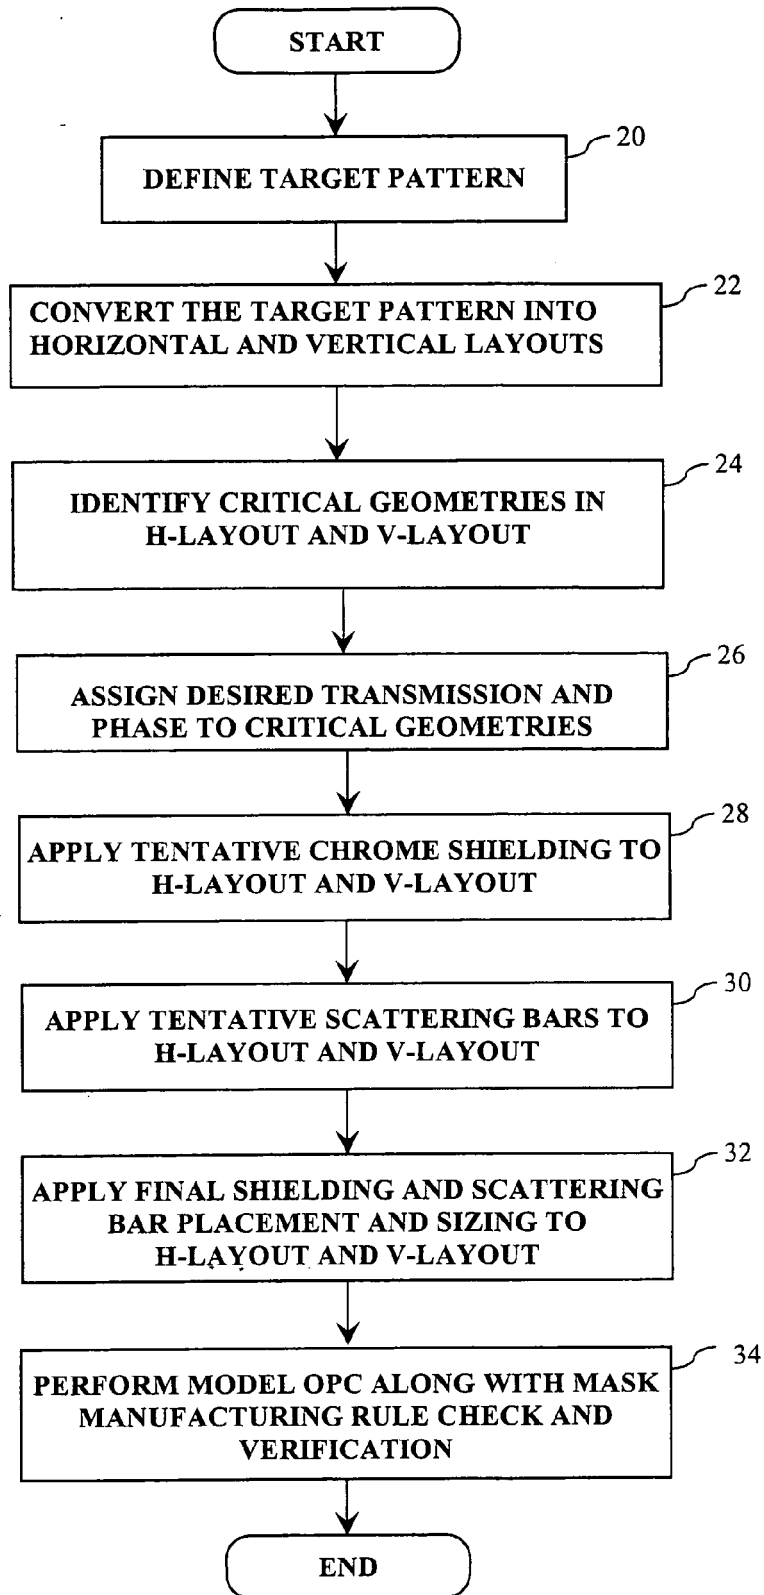 START
20
DEFINE TARGET PATTERN
22
CONVERT THE TARGET PATTERN INTO
HORIZONTAL AND VERTICAL LAYOUTS
24
IDENTIFY CRITICAL GEOMETRIES IN
H-LAYOUT AND V-LAYOUT
26
ASSIGN DESIRED TRANSMISSION AND
PHASE TO CRITICAL GEOMETRIES
28
APPLY TENTATIVE CHROME SHIELDING TO
H-LAYOUT AND V-LAYOUT
30
APPLY TENTATIVE SCATTERING BARS TO
H-LAYOUT AND V-LAYOUT
32
APPLY FINAL SHIELDING AND SCATTERING
BAR PLACEMENT AND SIZING TO
H-LAYOUT AND V-LAYOUT
34
PERFORM MODEL OPC ALONG WITH MASK
MANUFACTURING RULE CHECK AND
VERIFICATION
END